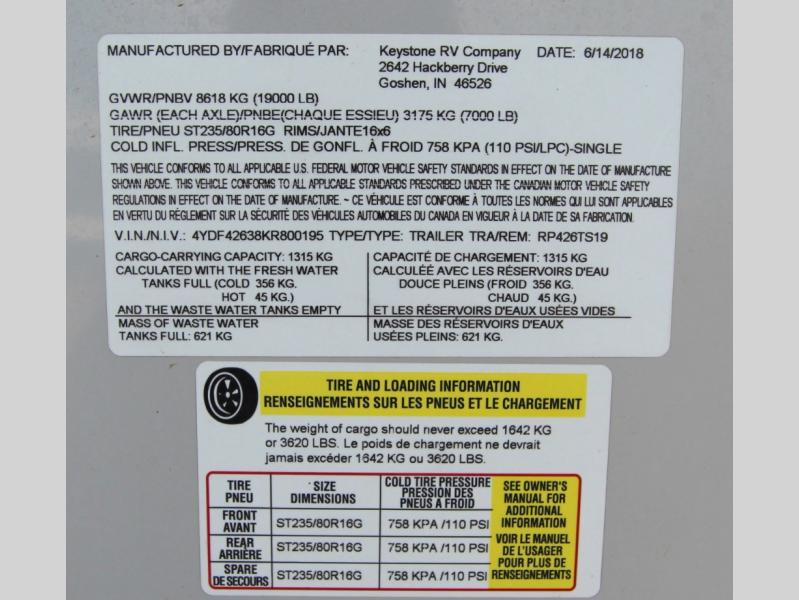 MANUFACTURED BY/FABRIQUÉ PAR: Keystone RV Company DATE: 6/14/2018
2642 Hackberry Drive
Goshen, IN 46526
GVWR/PNBV 8618 KG (19000 LB)
GAWR (EACH AXLE)/PNBE(CHAQUE ESSIEU) 3175 KG (7000 LB)
TIRE/PNEU ST235/80R16G RIMS/JANTE16x6
COLD INFL. PRESS/PRESS. DE GONFL. À FROID 758 KPA (110 PSI/LPC)-SINGLE
THIS VEHICLE CONFORMS TO ALL APPLICABLE U.S. FEDERAL MOTOR VEHICLE SAFETY STANDARDS IN EFFECT ON THE DATE OF MANUFACTURE
SHOWN ABOVE. THIS VEHICLE CONFORMS TO ALL APPLICABLE STANDARDS PRESCRIBED UNDER THE CANADIAN MOTOR VEHICLE SAFETY
REGULATIONS IN EFFECT ON THE DATE OF MANUFACTURE. ~ CE VÉHICULE EST CONFORME À TOUTES LES NORMES QUI LUI SONT APPLICABLES
EN VERTU DU RÈGLEMENT SUR LA SÉCURITÉ DES VÉHICULES AUTOMOBILES DU CANADA EN VIGUEUR À LA DATE DE SA FABRICATION.
V.I.N./N.I.V.: 4YDF42638KR800195 TYPE/TYPE: TRAILER TRA/REM: RP426TS19
CARGO-CARRYING CAPACITY: 1315 KG
CALCULATED WITH THE FRESH WATER
TANKS FULL (COLD 356 KG.
HOT 45 KG.)
AND THE WASTE WATER TANKS EMPTY
MASS OF WASTE WATER
TANKS FULL: 621 KG
CAPACITÉ DE CHARGEMENT: 1315 KG
CALCULÉE AVEC LES RÉSERVOIRS D'EAU
DOUCE PLEINS (FROID 356 KG.
CHAUD 45 KG.)
ET LES RÉSERVOIRS D'EAUX USÉES VIDES
MASSE DES RÉSERVOIRS D'EAUX
USÉES PLEINS: 621 KG.
TIRE AND LOADING INFORMATION
RENSEIGNEMENTS SUR LES PNEUS ET LE CHARGEMENT
The weight of cargo should never exceed 1642 KG
or 3620 LBS. Le poids de chargement ne devrait
jamais excéder 1642 KG ou 3620 LBS.
TIRE
PNEU
SIZE
DIMENSIONS
COLD TIRE PRESSURE
PRESSION DES
PNEUS A FROID
FRONT
AVANT
ST235/80R16G 758 KPA /110 PSI
REAR
ARRIÈRE
ST235/80R16G 758 KPA /110 PSI
SPARE
DE SECOURS
ST235/80R16G 758 KPA /110 PSI
SEE OWNER'S
MANUAL FOR
ADDITIONAL
INFORMATION
VOIR LE MANUEL
DE L'USAGER
POUR PLUS DE
RENSEIGNEMENTS